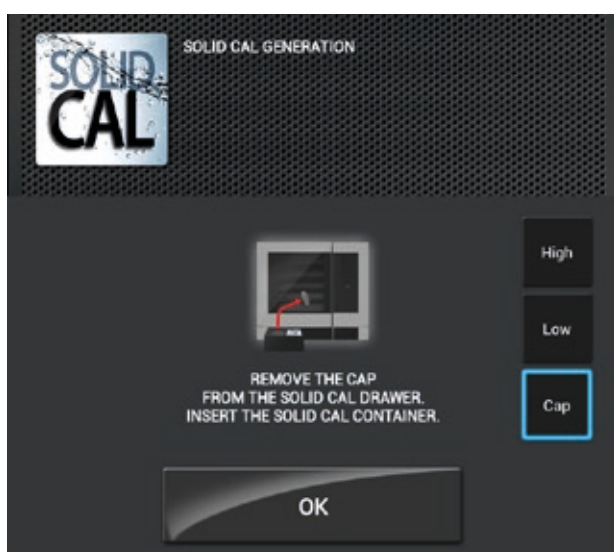 SOLID
CAL
SOLID CAL GENERATION
High
Low
REMOVE THE CAP
FROM THE SOLID CAL DRAWER.
INSERT THE SOLID CAL CONTAINER.
Cap
OK